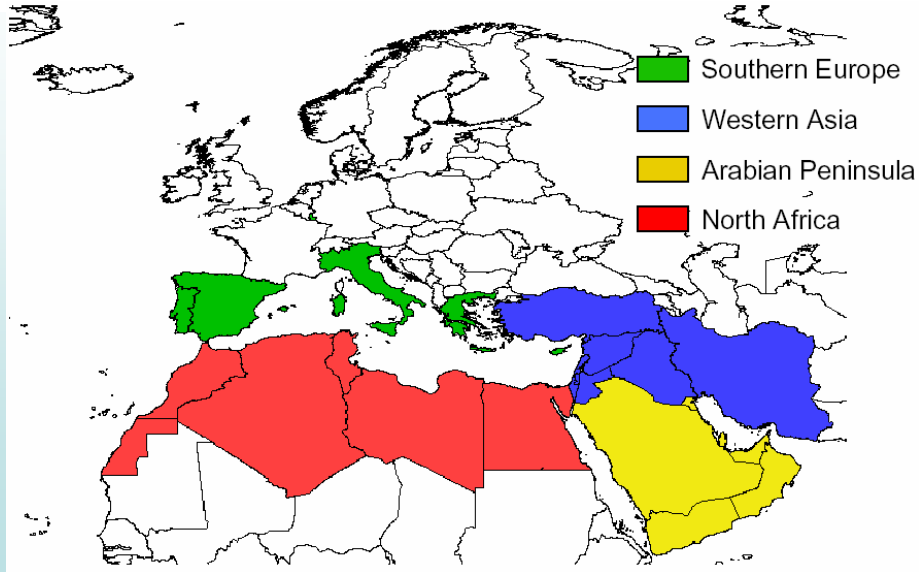 Southern Europe
Western Asia
Arabian Peninsula
North Africa